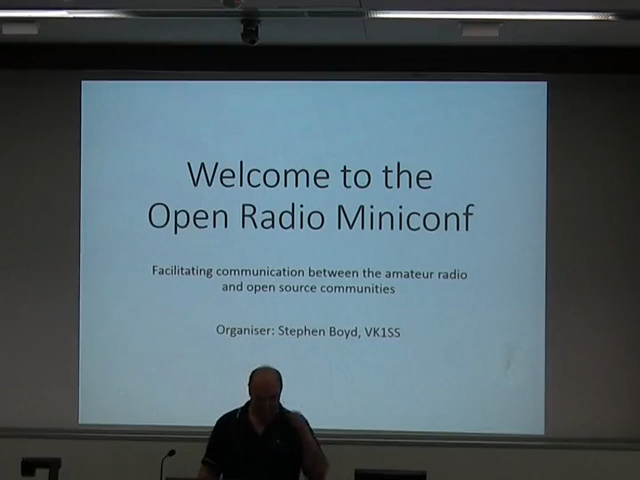 Welcome to the
Open Radio Miniconf
Facilitating communication between the amateur radio
and open source communities
Organiser: Stephen Boyd, VK1SS